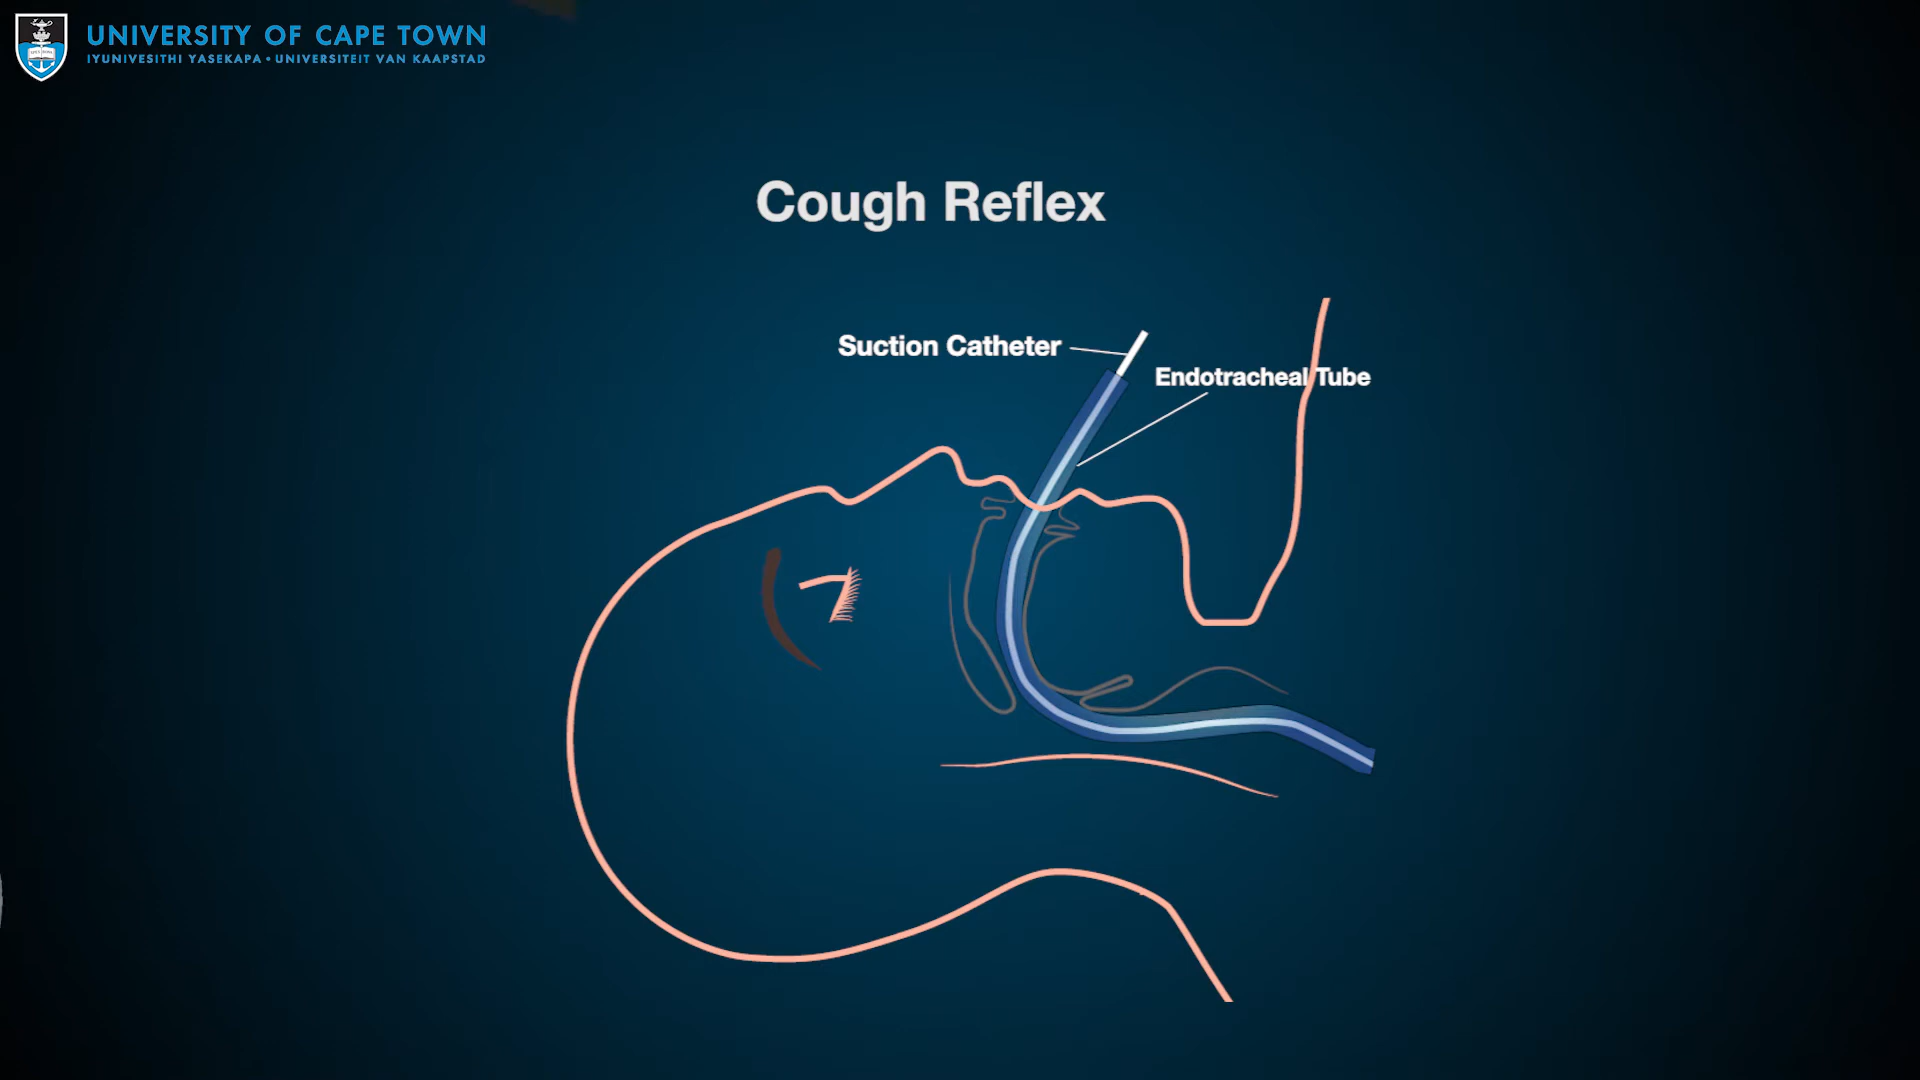 UNIVERSITY OF CAPE TOWN
IYUNIVESITHI YASEKAPA • UNIVERSITEIT VAN KAAPSTAD
Cough Reflex
Suction Catheter
Endotracheal Tube